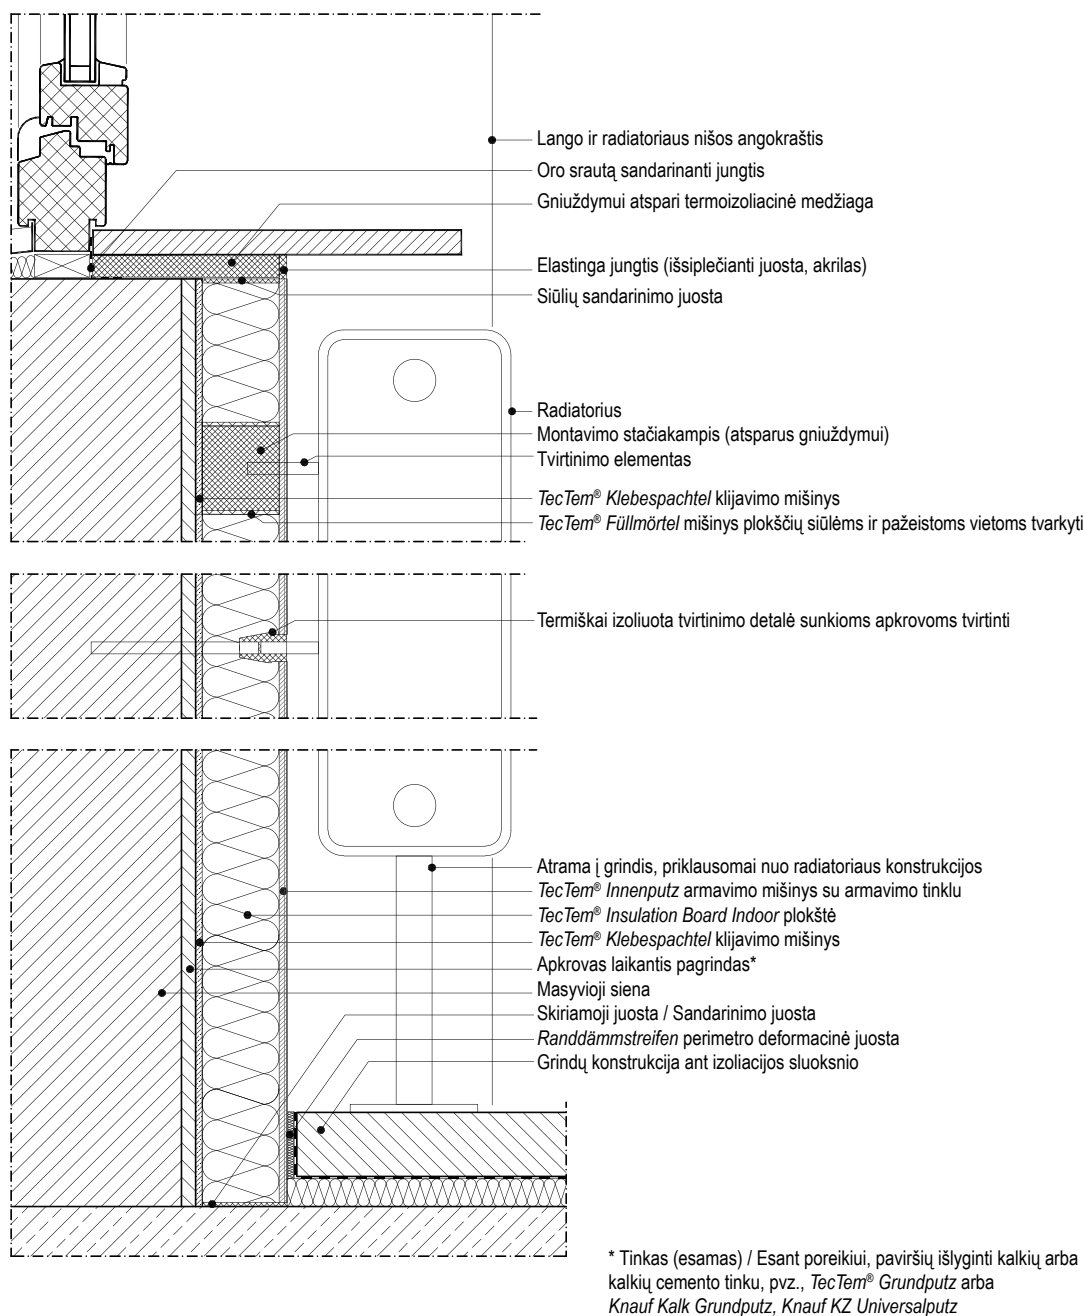 Lango ir radiatoriaus nišos angokraštis
Oro srautą sandarinanti jungtis
Gniuždymui atspari termoizoliacinė medžiaga
Elastinga jungtis (išsiplečianti juosta, akrilas)
Siūlių sandarinimo juosta
Radiatorius
Montavimo stačiakampis (atsparus gniuždymui)
Tvirtinimo elementas
TecTem® Klebespachtel klijavimo mišinys
TecTem® Füllmörtel mišinys plokščių siūlėms ir pažeistoms vietoms tvarkyti
Termiškai izoliuota tvirtinimo detalė sunkioms apkrovoms tvirtinti
Atrama į grindis, priklausomai nuo radiatoriaus konstrukcijos
TecTem® Innenputz armavimo mišinys su armavimo tinklu
TecTem® Insulation Board Indoor plokštė
TecTem® Klebespachtel klijavimo mišinys
Apkrovas laikantis pagrindas*
Masyvioji siena
Skiriamoji juosta / Sandarinimo juosta
Randdämmstreifen perimetro deformacinė juosta
Grindų konstrukcija ant izoliacijos sluoksnio
* Tinkas (esamas) / Esant poreikiui, paviršių išlyginti kalkių arba
kalkių cemento tinku, pvz., TecTem® Grundputz arba
Knauf Kalk Grundputz, Knauf KZ Universalputz